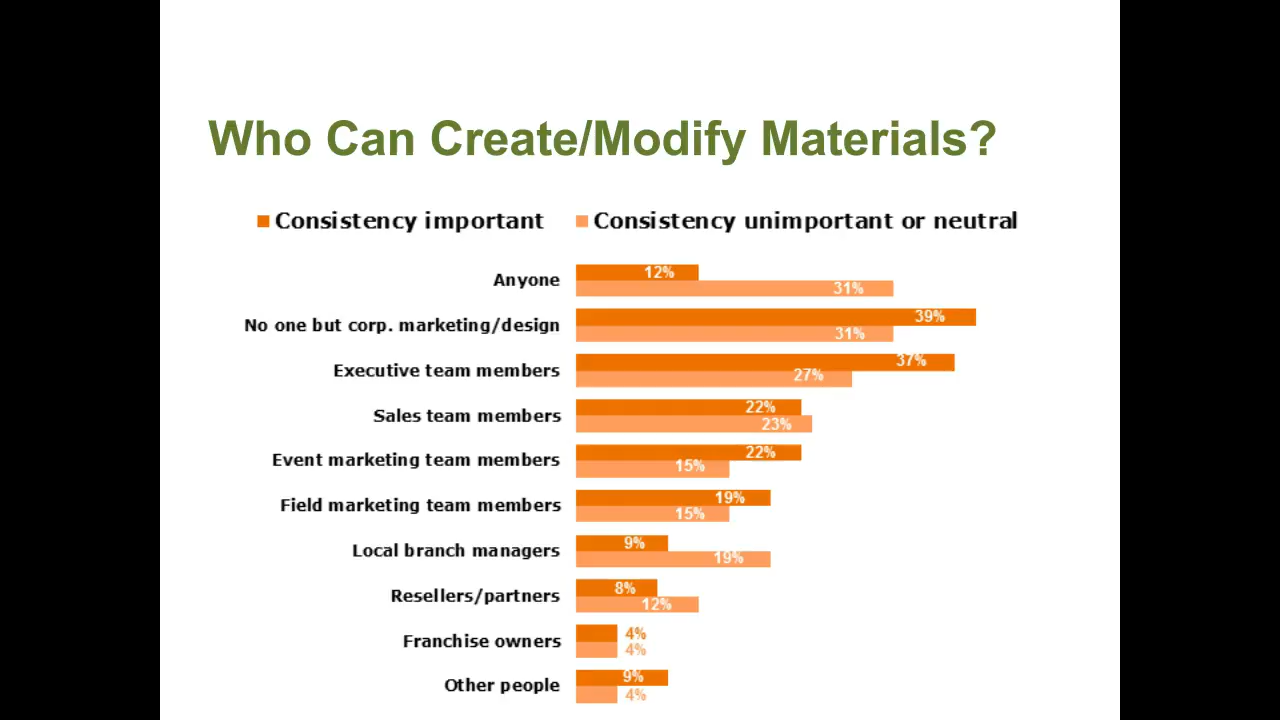 Who Can Create/Modify Materials?
Consistency important Consistency unimportant or neutral
Anyone 12%
31%
No one but corp. marketing/design 39%
31%
Executive team members 37%
27%
Sales team members 22%
23%
Event marketing team members 22%
15%
Field marketing team members 19%
15%
Local branch managers 9%
19%
Resellers/partners 8%
12%
Franchise owners 4%
4%
Other people 9%
4%